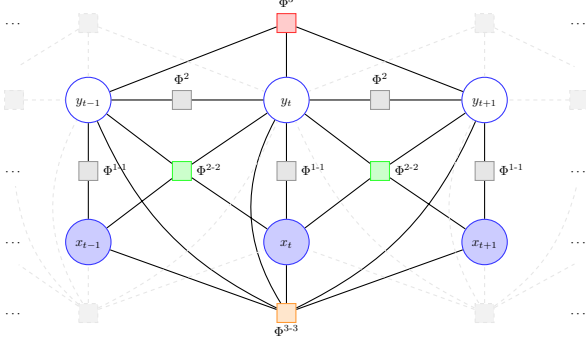 Φ³
... ...
Φ² Φ²
yₜ₋₁ yₜ yₜ₊₁
... Φ¹⁻¹ Φ²⁻² Φ¹⁻¹ Φ²⁻² Φ¹⁻¹ ...
... xₜ₋₁ xₜ xₜ₊₁ ...
... ...
Φ³⁻³